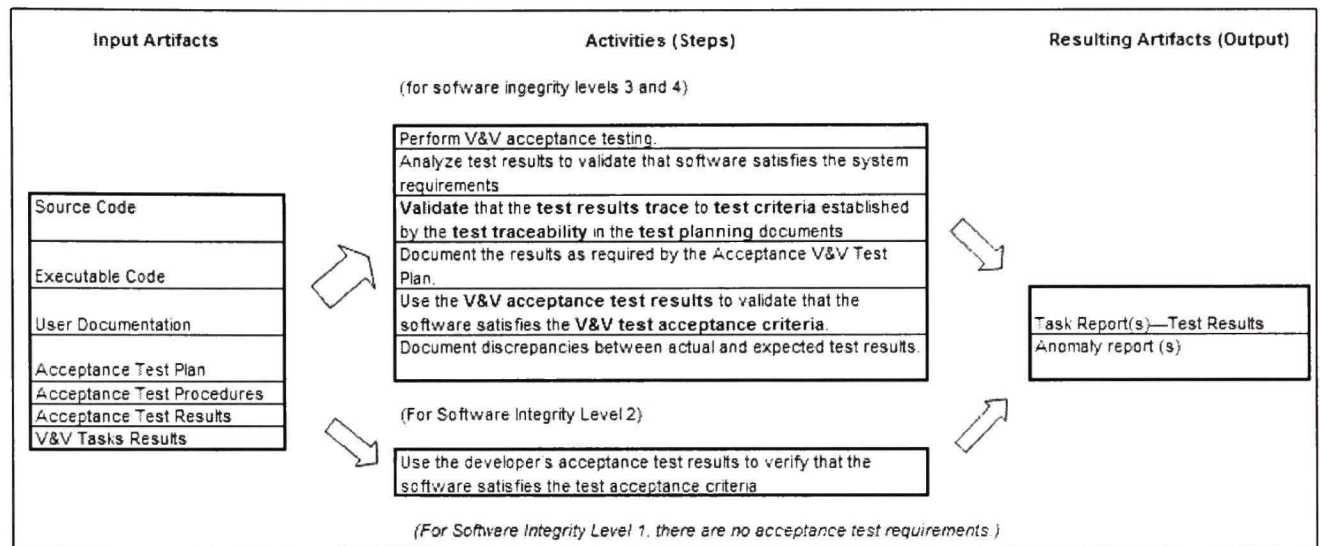 Input Artifacts
Activities (Steps)
Resulting Artifacts (Output)
(for sofware ingegrity levels 3 and 4)
Source Code
Executable Code
User Documentation
Acceptance Test Plan
Acceptance Test Procedures
Acceptance Test Results
V&V Tasks Results
Perform V&V acceptance testing.
Analyze test results to validate that software satisfies the system
requirements
Validate that the test results trace to test criteria established
by the test traceability in the test planning documents
Document the results as required by the Acceptance V&V Test
Plan.
Use the V&V acceptance test results to validate that the
software satisfies the V&V test acceptance criteria.
Document discrepancies between actual and expected test results.
(For Software Integrity Level 2)
Use the developer's acceptance test results to verify that the
software satisfies the test acceptance criteria
(For Software Integrity Level 1, there are no acceptance test requirements.)
Task Report(s)—Test Results
Anomaly report (s)